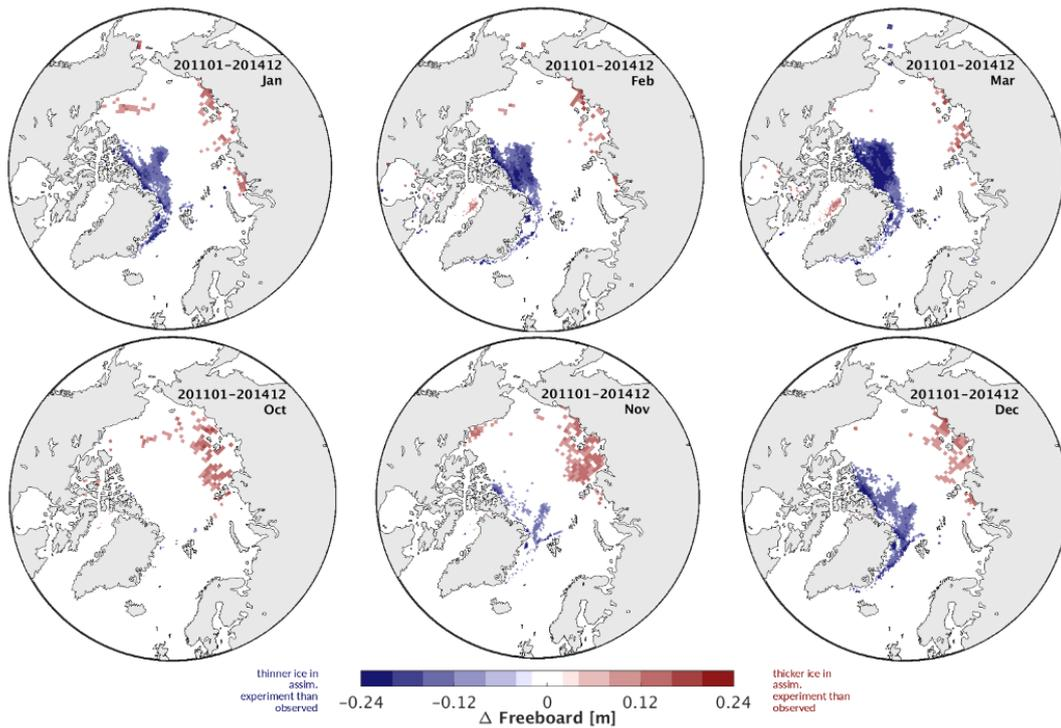 201101-201412
Jan
201101-201412
Feb
201101-201412
Mar
201101-201412
Oct
201101-201412
Nov
201101-201412
Dec
thinner ice in
assim.
experiment than
observed
-0.24
-0.12
0
0.12
0.24
Δ Freeboard [m]
thicker ice in
assim.
experiment than
observed